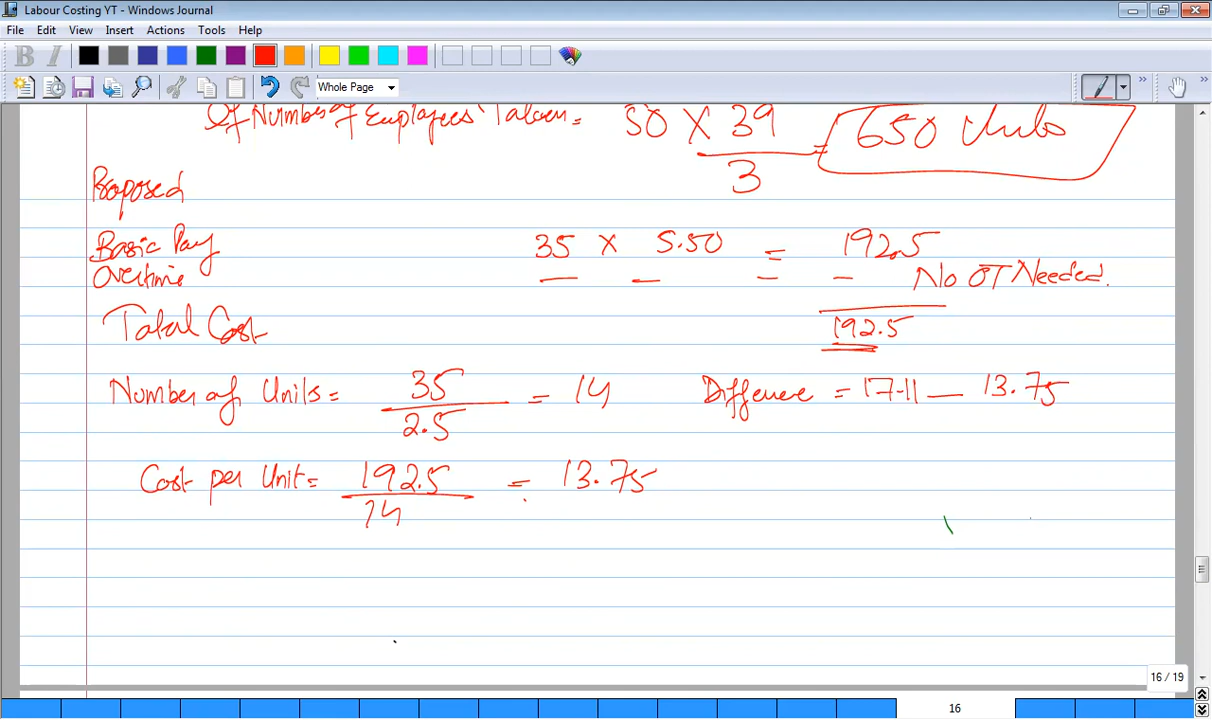 Labour Costing YT - Windows Journal
File Edit View Insert Actions Tools Help
B I
Whole Page
If Number of Employees Taken = 50 X 39 / 3 = 650 Units
Proposed
Basic Pay 35 X 5.50 = 192.5
Overtime — — = — No OT Needed.
Total Cost 192.5
Number of Units = 35 / 2.5 = 14 Difference = 17.11 — 13.75
Cost per Unit = 192.5 / 14 = 13.75
16 / 19
16